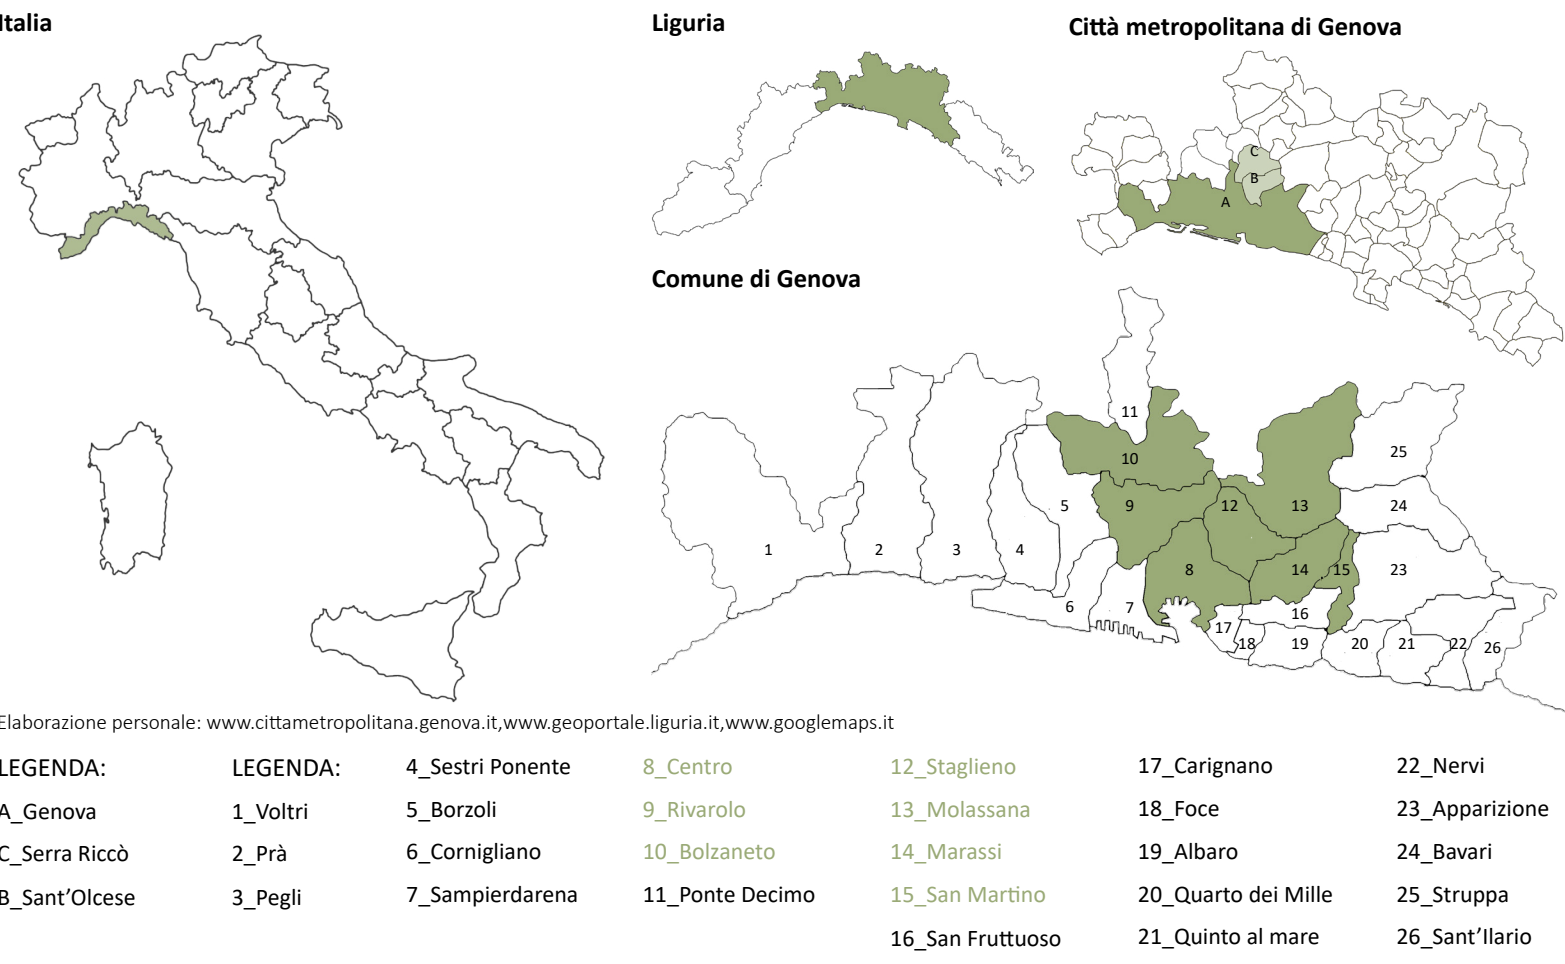 Italia
Liguria
Città metropolitana di Genova
C
B
A
Comune di Genova
11
10
25
5
9
12
13
24
1
2
3
4
8
14
15
23
6
7
16
17
18
19
20
21
22
26
Elaborazione personale: www.cittametropolitana.genova.it,www.geoportale.liguria.it,www.googlemaps.it
LEGENDA:
A_Genova
C_Serra Riccò
B_Sant'Olcese
LEGENDA:
1_Voltri
2_Prà
3_Pegli
4_Sestri Ponente
5_Borzoli
6_Cornigliano
7_Sampierdarena
8_Centro
9_Rivarolo
10_Bolzaneto
11_Ponte Decimo
12_Staglieno
13_Molassana
14_Marassi
15_San Martino
16_San Fruttuoso
17_Carignano
18_Foce
19_Albaro
20_Quarto dei Mille
21_Quinto al mare
22_Nervi
23_Apparizione
24_Bavari
25_Struppa
26_Sant'Ilario